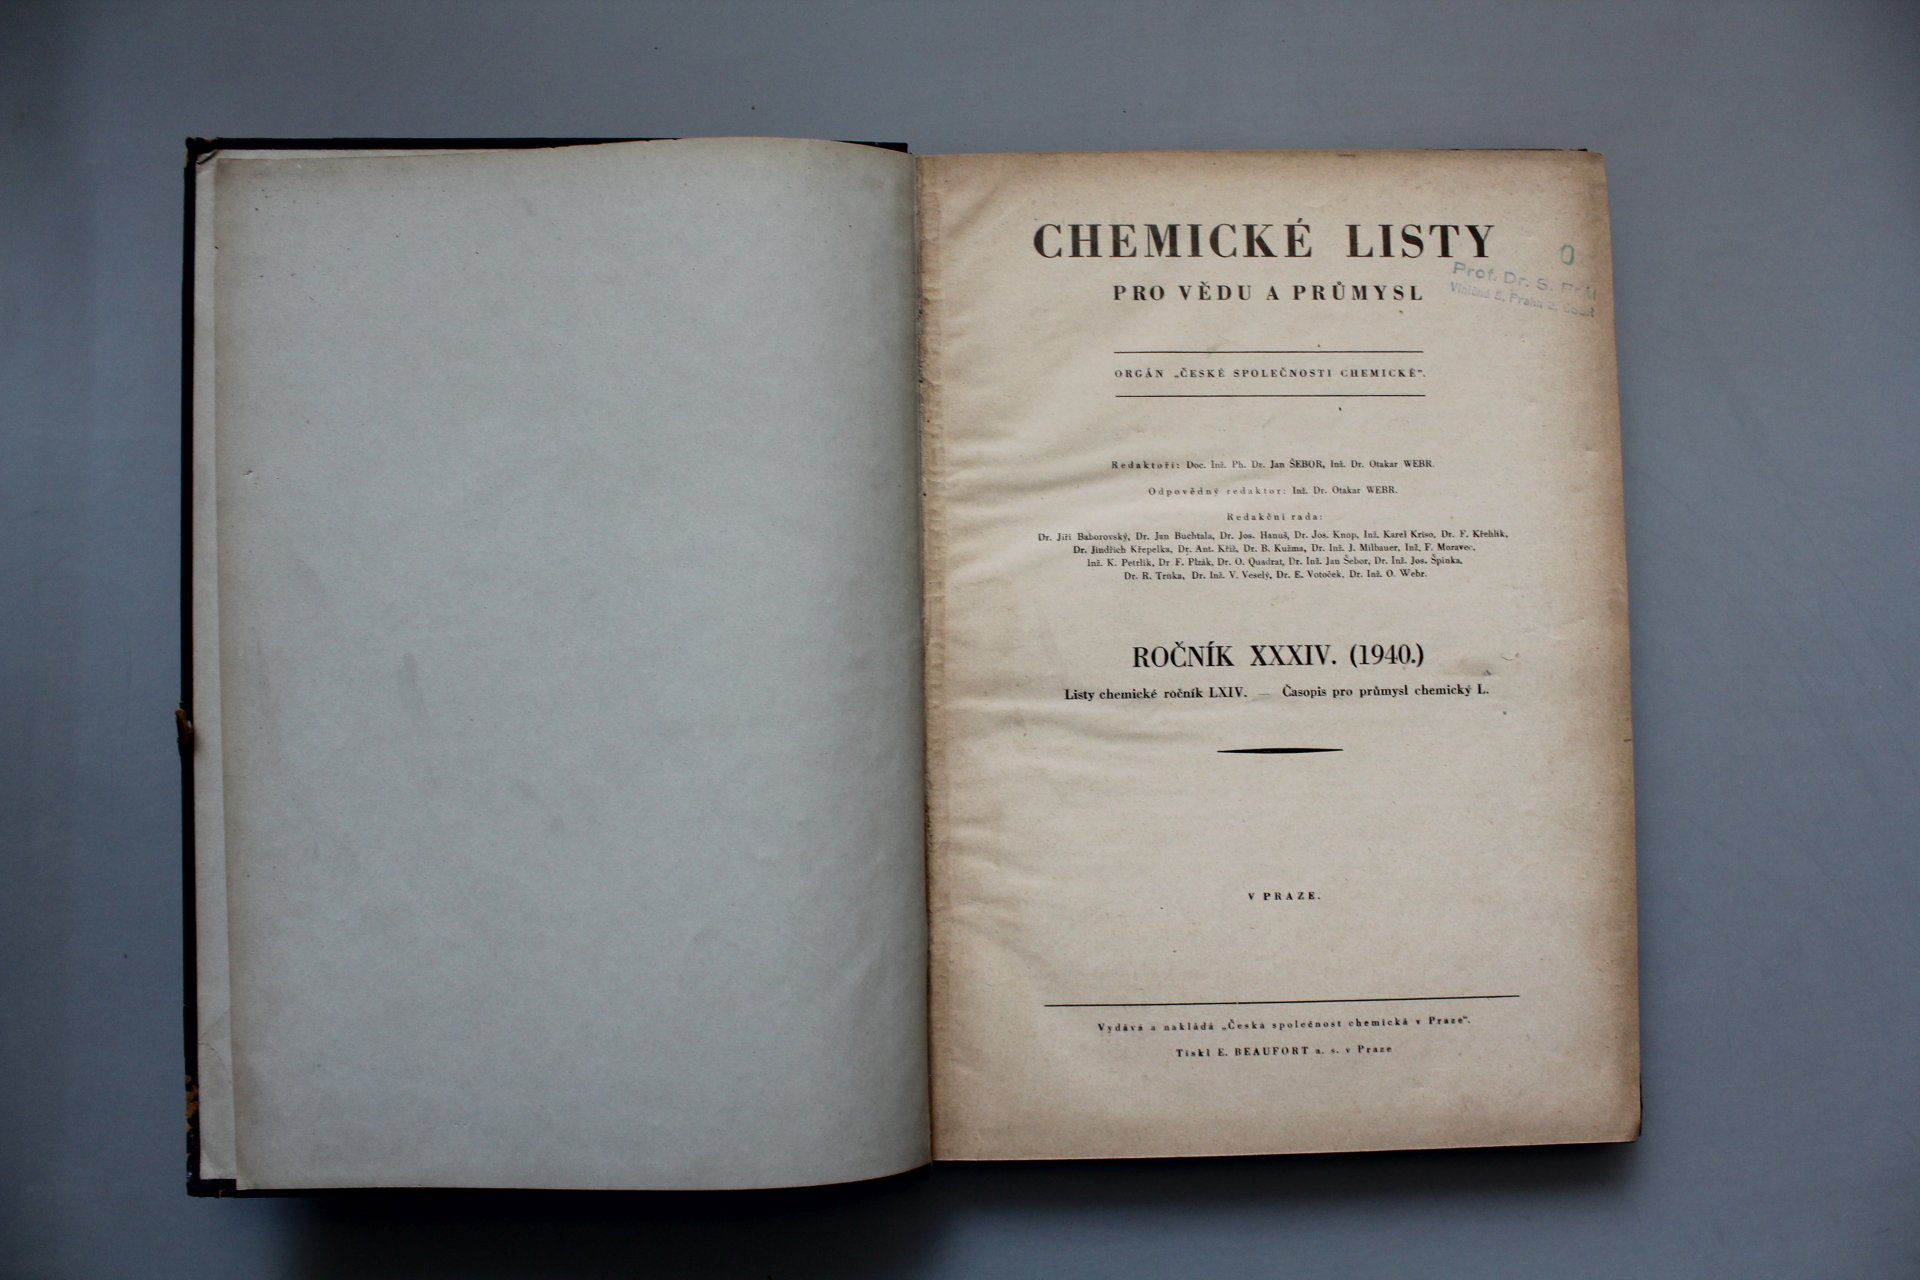 CHEMICKÉ LISTY
PRO VĚDU A PRŮMYSL
O
Prof. Dr. S.
Praha 2,
ORGÁN „ČESKÉ SPOLEČNOSTI CHEMICKÉ“.
Redaktoři: Doc. Inž. Ph. Dr. Jan ŠEBOR, Inž. Dr. Otakar WEBR.
Odpovědný redaktor: Inž. Dr. Otakar WEBR.
Redakční rada:
Dr. Jiří Baborovský, Dr. Jan Buchtala, Dr. Jos. Hanuš, Dr. Jos. Knop, Inž. Karel Kriso, Dr. F. Křehlík,
Dr. Jindřich Křepelka, Dr. Ant. Kříž, Dr. B. Kužma, Dr. Inž. J. Milbauer, Inž. F. Moravec,
Inž. K. Petrlík, Dr F. Plzák, Dr. O. Quadrat, Dr. Inž. Jan Šebor, Dr. Inž. Jos. Špinka,
Dr. R. Trnka, Dr. Inž. V. Veselý, Dr. E. Votoček, Dr. Inž. O. Webr.
ROČNÍK XXXIV. (1940.)
Listy chemické ročník LXIV. — Časopis pro průmysl chemický L.
V PRAZE.
Vydává a nakládá „Česká společnost chemická v Praze“.
Tiskl E. BEAUFORT a. s. v Praze